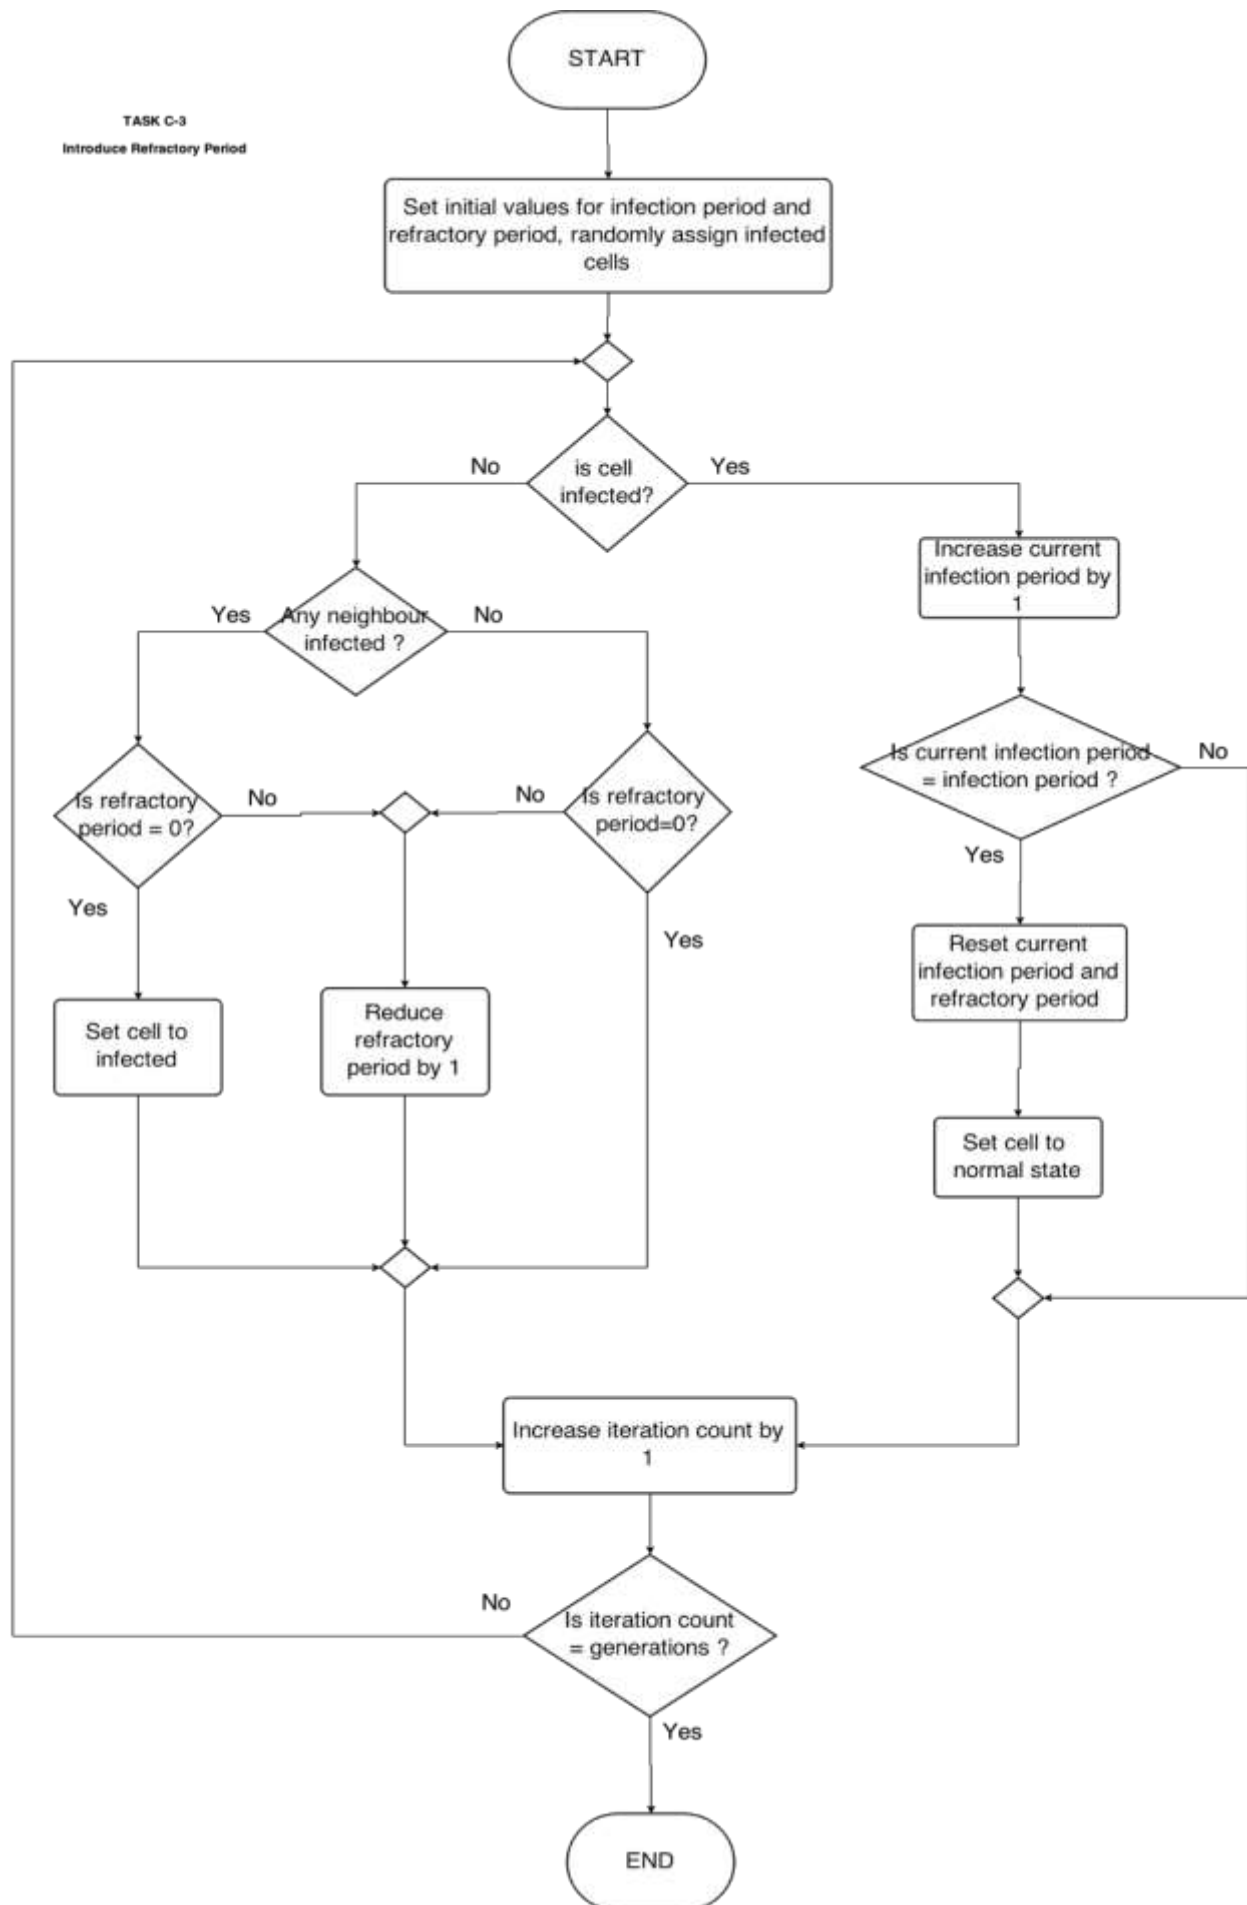 START
TASK C-3
Introduce Refractory Period
Set initial values for infection period and
refractory period, randomly assign infected
cells
No
is cell
infected?
Yes
Increase current
infection period by
1
Yes
Any neighbour
infected ?
No
Is current infection period
= infection period ?
No
Is refractory
period = 0?
No
No
Is refractory
period=0?
Yes
Yes
Yes
Reset current
infection period and
refractory period
Set cell to
infected
Reduce
refractory
period by 1
Set cell to
normal state
Increase iteration count by
1
No
Is iteration count
= generations ?
Yes
END